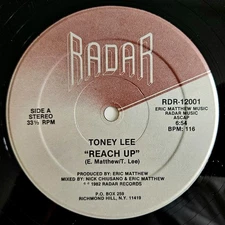 RADAR
SIDE A
STEREO
33⅓ RPM
RDR-12001
ERIC MATTHEW MUSIC
RADAR MUSIC
ASCAP
6:54
BPM: 116
TONEY LEE
"REACH UP"
(E. Matthew/T. Lee)
PRODUCED BY: ERIC MATTHEW
MIXED BY: NICK CHIUSANO & ERIC MATTHEW
℗ 1982 RADAR RECORDS
P.O. BOX 259
RICHMOND HILL, N.Y. 11419